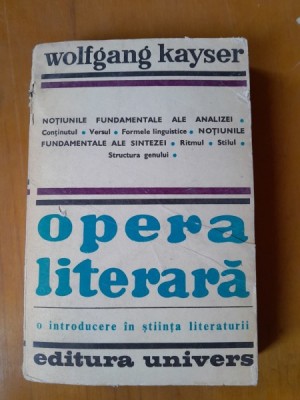 wolfgang kayser
NOȚIUNILE FUNDAMENTALE ALE ANALIZEI •
Conținutul • Versul • Formele linguistice • NOȚIUNILE
FUNDAMENTALE ALE SINTEZEI • Ritmul • Stilul •
Structura genului •
opera
literară
o introducere în știința literaturii
editura univers